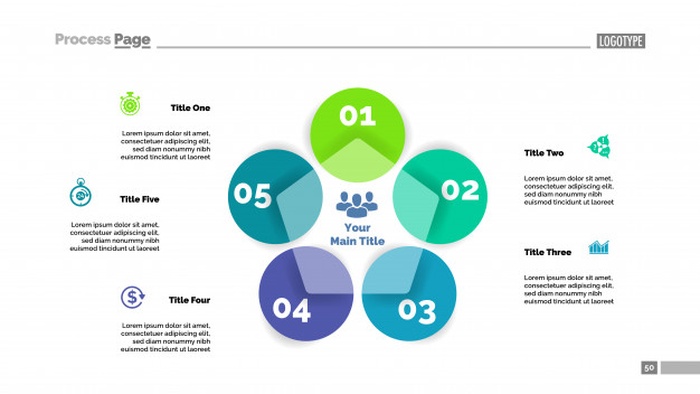 Process Page
LOGOTYPE
Title One
Lorem ipsum dolor sit amet,
consectetuer adipiscing elit,
sed diam nonummy nibh
euismod tincidunt ut laoreet
Title Five
Lorem ipsum dolor sit amet,
consectetuer adipiscing elit,
sed diam nonummy nibh
euismod tincidunt ut laoreet
Title Four
Lorem ipsum dolor sit amet,
consectetuer adipiscing elit,
sed diam nonummy nibh
euismod tincidunt ut laoreet
01
02
03
04
05
Your
Main Title
Title Two
Lorem ipsum dolor sit amet,
consectetuer adipiscing elit,
sed diam nonummy nibh
euismod tincidunt ut laoreet
Title Three
Lorem ipsum dolor sit amet,
consectetuer adipiscing elit,
sed diam nonummy nibh
euismod tincidunt ut laoreet
50